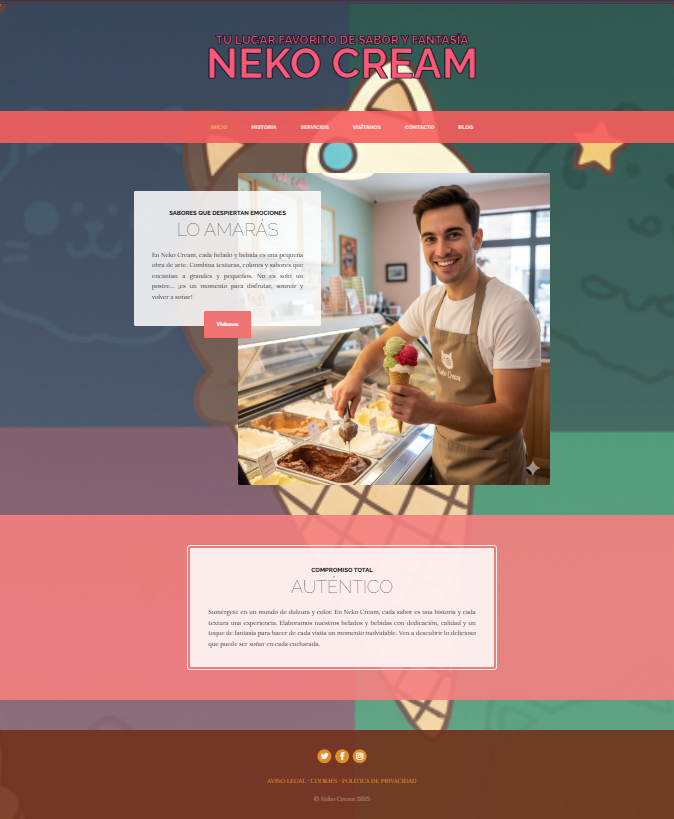 TU LUGAR FAVORITO DE SABOR Y FANTASÍA
NEKO CREAM
INICIO HISTORIA SERVICIOS VISÍTANOS CONTACTO BLOG
SABORES QUE DESPIERTAN EMOCIONES
LO AMARÁS
En Neko Cream, cada helado y bebida es una pequeña
obra de arte. Combina texturas, colores y sabores que
encantan a grandes y pequeños. No es solo un
postre... ¡es un momento para disfrutar, sonreír y
volver a soñar!
Visítanos
Neko Cream
COMPROMISO TOTAL
AUTÉNTICO
Sumérgete en un mundo de dulzura y color. En Neko Cream, cada sabor es una historia y cada
textura una experiencia. Elaboramos nuestros helados y bebidas con dedicación, calidad y un
toque de fantasía para hacer de cada visita un momento inolvidable. Ven a descubrir lo delicioso
que puede ser soñar en cada cucharada.
AVISO LEGAL · COOKIES · POLÍTICA DE PRIVACIDAD
© Neko Cream 2025